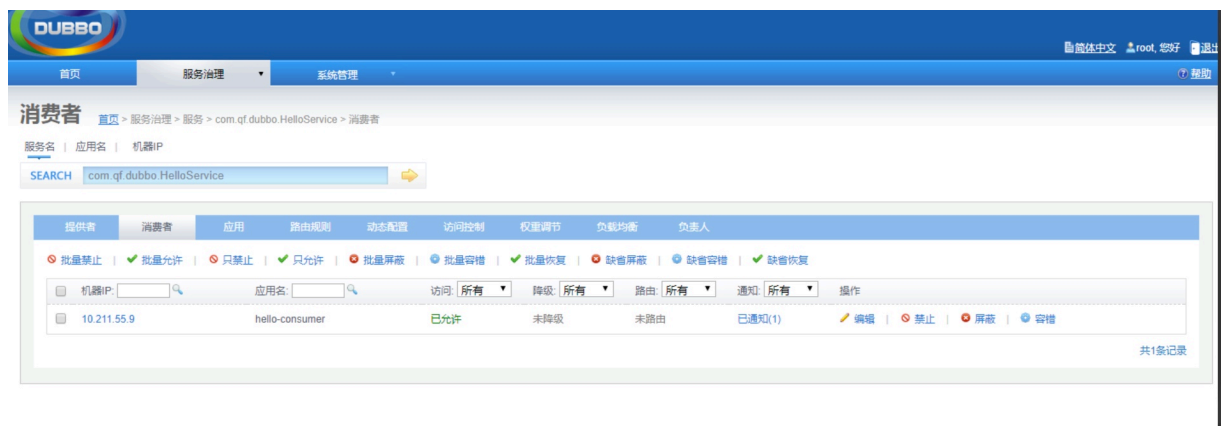 DUBBO
简体中文 root, 您好 退出
首页 服务治理 系统管理 帮助
消费者 首页 > 服务治理 > 服务 > com.qf.dubbo.HelloService > 消费者
服务名 | 应用名 | 机器IP
SEARCH com.qf.dubbo.HelloService
提供者 消费者 应用 路由规则 动态配置 访问控制 权重调节 负载均衡 负责人
批量禁止 | 批量允许 | 只禁止 | 只允许 | 批量屏蔽 | 批量容错 | 批量恢复 | 缺省屏蔽 | 缺省容错 | 缺省恢复
机器IP: 应用名: 访问: 所有 降级: 所有 路由: 所有 通知: 所有 操作
10.211.55.9 hello-consumer 已允许 未降级 未路由 已通知(1) 编辑 | 禁止 | 屏蔽 | 容错
共1条记录